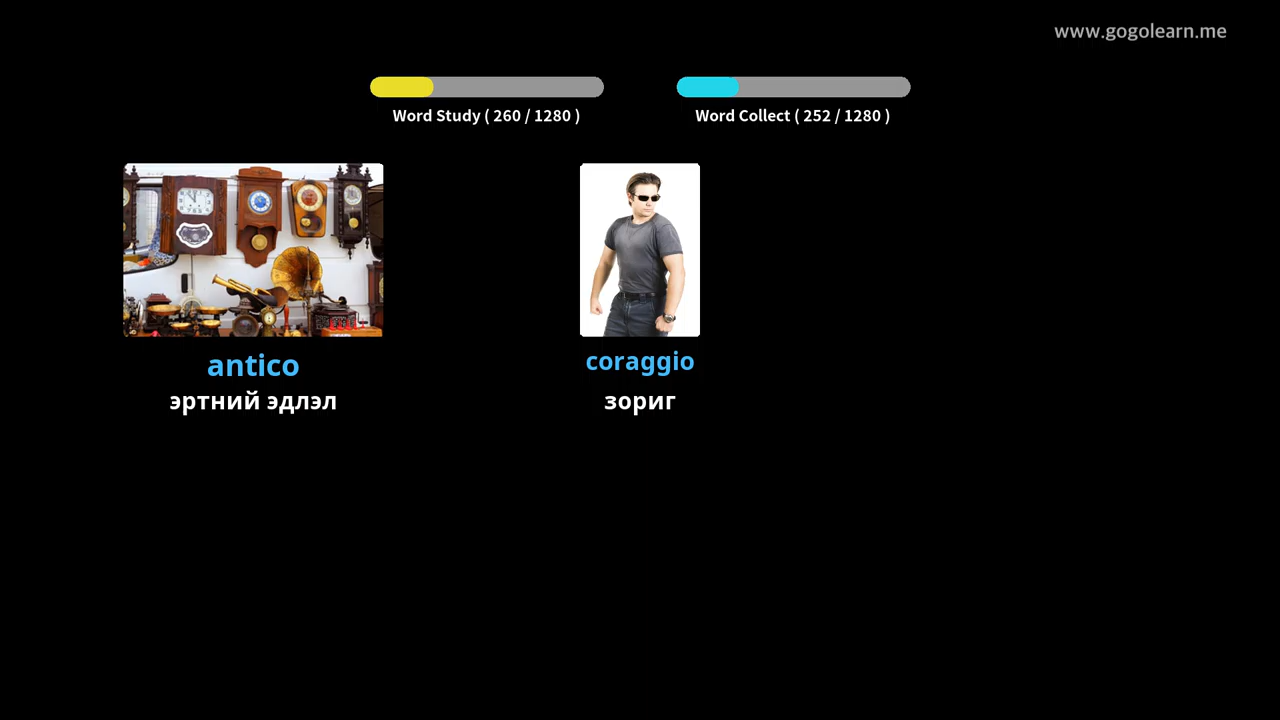 www.gogolearn.me
Word Study ( 260 / 1280 )
Word Collect ( 252 / 1280 )
antico
эртний эдлэл
coraggio
зориг